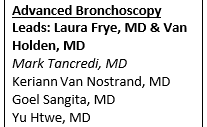 Advanced Bronchoscopy
Leads: Laura Frye, MD & Van
Holden, MD
Mark Tancredi, MD
Keriann Van Nostrand, MD
Goel Sangita, MD
Yu Htwe, MD